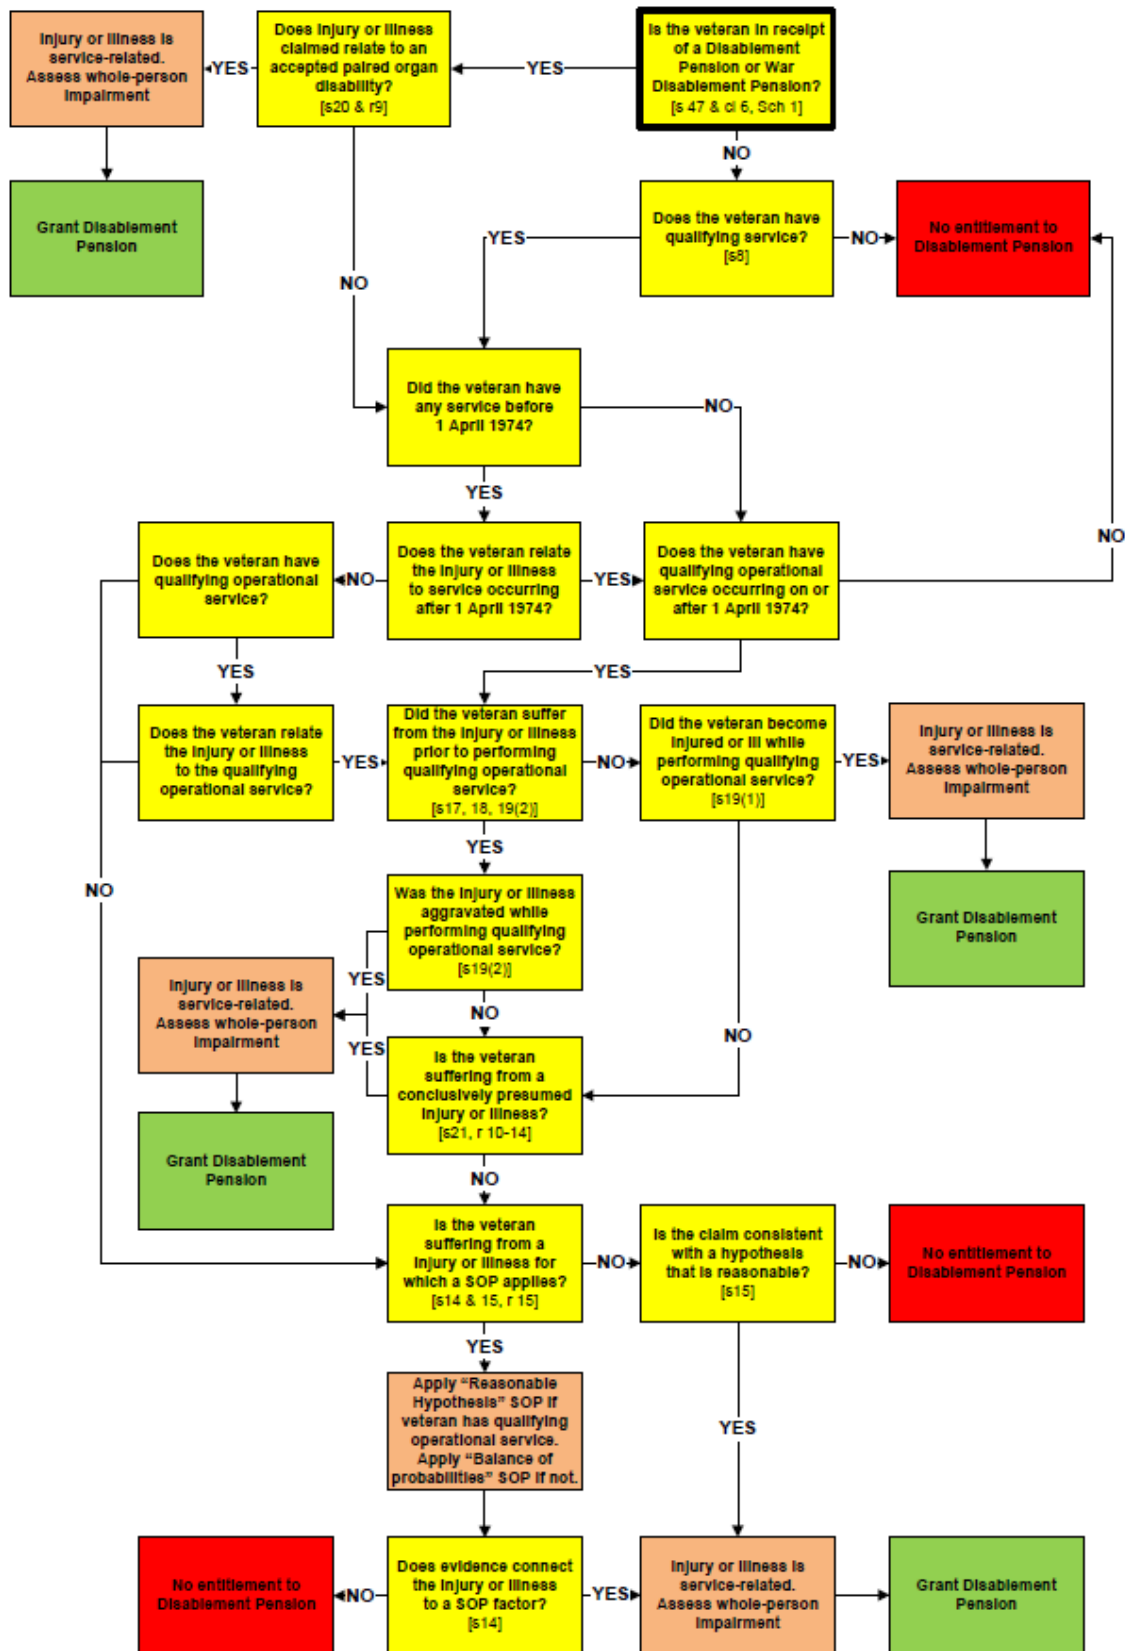 Injury or Illness is
service-related.
Assess whole-person
Impairment
YES
Does Injury or Illness
claimed relate to an
accepted paired organ
disability?
[s20 & r9]
YES
Is the veteran in receipt
of a Disablement
Pension or War
Disablement Pension?
[s 47 & cl 6, Sch 1]
NO
Grant Disablement
Pension
Does the veteran have
qualifying service?
[s8]
YES
NO
No entitlement to
Disablement Pension
NO
Did the veteran have
any service before
1 April 1974?
NO
YES
Does the veteran have
qualifying operational
service?
NO
Does the veteran relate
the Injury or Illness
to service occurring
after 1 April 1974?
YES
Does the veteran have
qualifying operational
service occurring on or
after 1 April 1974?
NO
YES
YES
Does the veteran relate
the Injury or Illness
to the qualifying
operational service?
YES
Did the veteran suffer
from the Injury or Illness
prior to performing
qualifying operational
service?
[s17, 18, 19(2)]
NO
Did the veteran become
Injured or Ill while
performing qualifying
operational service?
[s19(1)]
YES
Injury or Illness is
service-related.
Assess whole-person
Impairment
YES
NO
Was the Injury or Illness
aggravated while
performing qualifying
operational service?
[s19(2)]
Grant Disablement
Pension
YES
Injury or Illness is
service-related.
Assess whole-person
Impairment
NO
NO
YES
Is the veteran
suffering from a
conclusively presumed
Injury or Illness?
[s21, r 10-14]
Grant Disablement
Pension
NO
Is the veteran
suffering from a
Injury or Illness for
which a SOP applies?
[s14 & 15, r 15]
NO
Is the claim consistent
with a hypothesis
that is reasonable?
[s15]
NO
No entitlement to
Disablement Pension
YES
Apply “Reasonable
Hypothesis” SOP if
veteran has qualifying
operational service.
Apply “Balance of
probabilities” SOP if not.
YES
No entitlement to
Disablement Pension
NO
Does evidence connect
the Injury or Illness
to a SOP factor?
[s14]
YES
Injury or Illness is
service-related.
Assess whole-person
Impairment
Grant Disablement
Pension